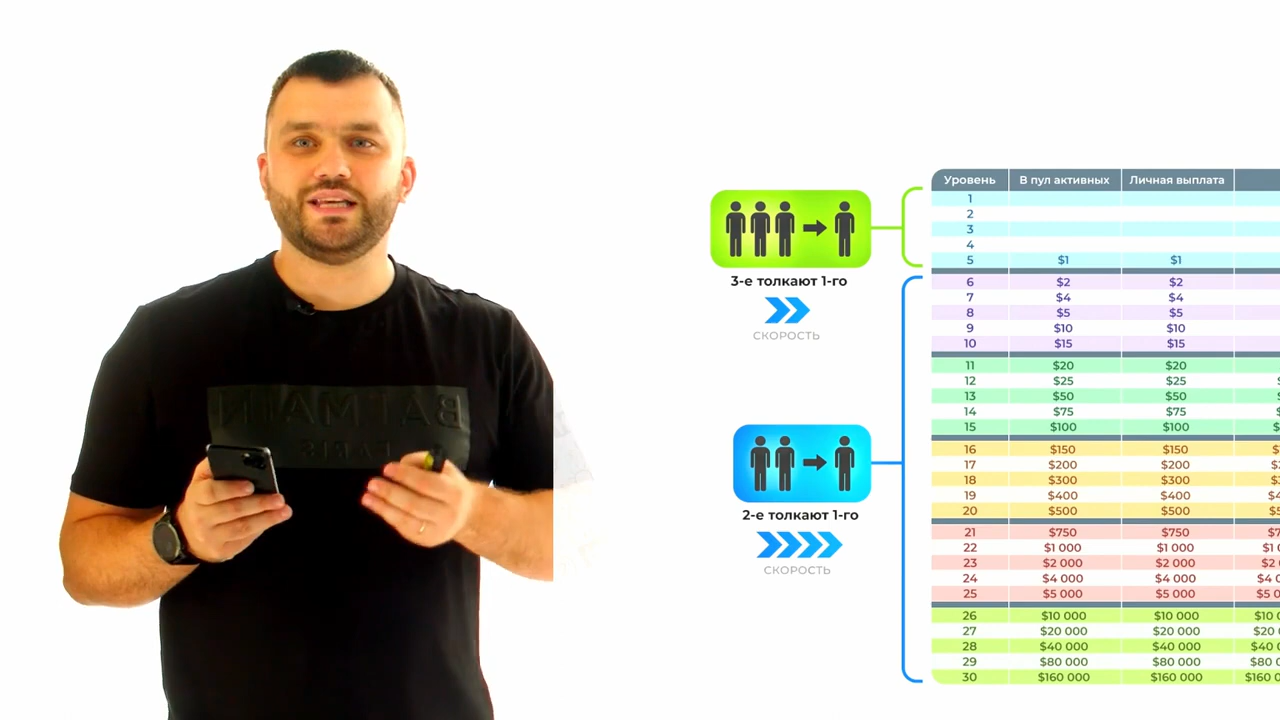 Уровень В пул активных Личная выплата
1
2
3
4
5 $1 $1
3-е толкают 1-го
СКОРОСТЬ
6 $2 $2
7 $4 $4
8 $5 $5
9 $10 $10
10 $15 $15
11 $20 $20
12 $25 $25
13 $50 $50
14 $75 $75
15 $100 $100
2-е толкают 1-го
СКОРОСТЬ
16 $150 $150
17 $200 $200
18 $300 $300
19 $400 $400
20 $500 $500
21 $750 $750
22 $1 000 $1 000
23 $2 000 $2 000
24 $4 000 $4 000
25 $5 000 $5 000
26 $10 000 $10 000
27 $20 000 $20 000
28 $40 000 $40 000
29 $80 000 $80 000
30 $160 000 $160 000